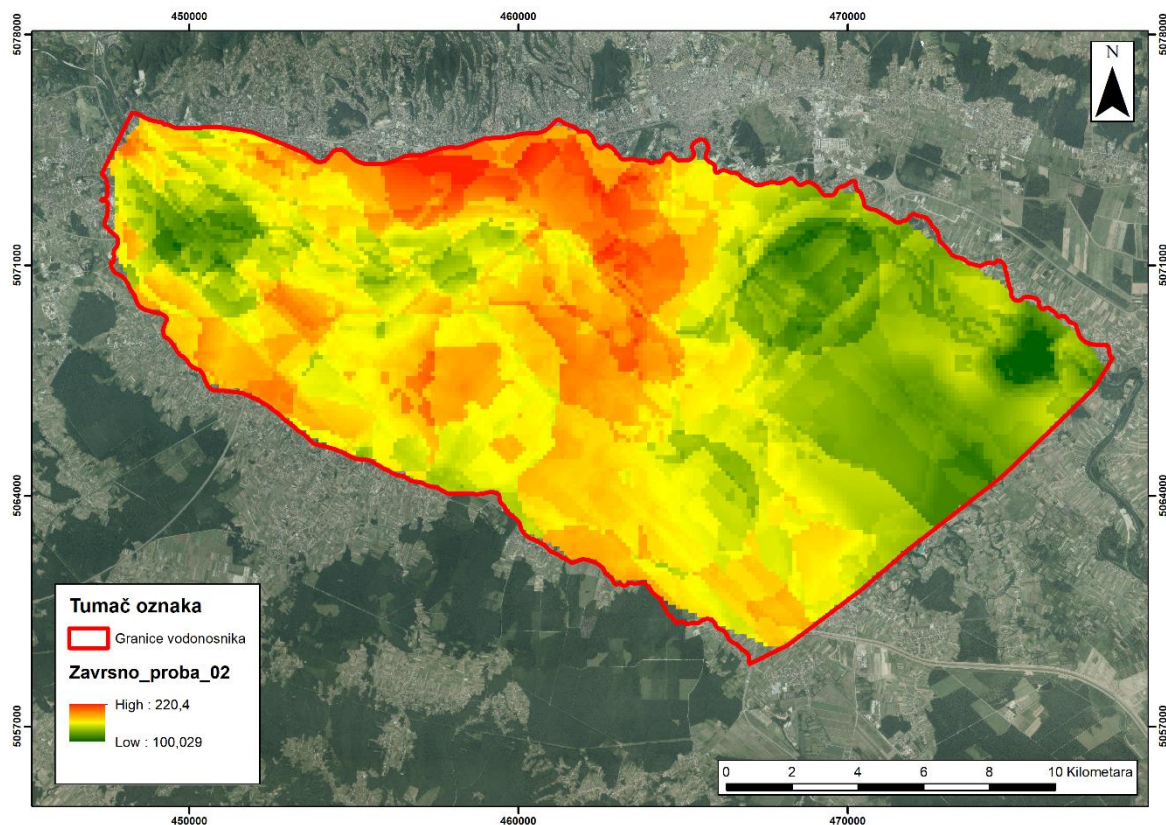 450000 460000 470000
5078000 5078000
N
5071000 5071000
5064000 5064000
Tumač oznaka
Granice vodonosnika
Zavrsno_proba_02
High : 220,4
Low : 100,029
5057000 5057000
0 2 4 6 8 10 Kilometara
450000 460000 470000